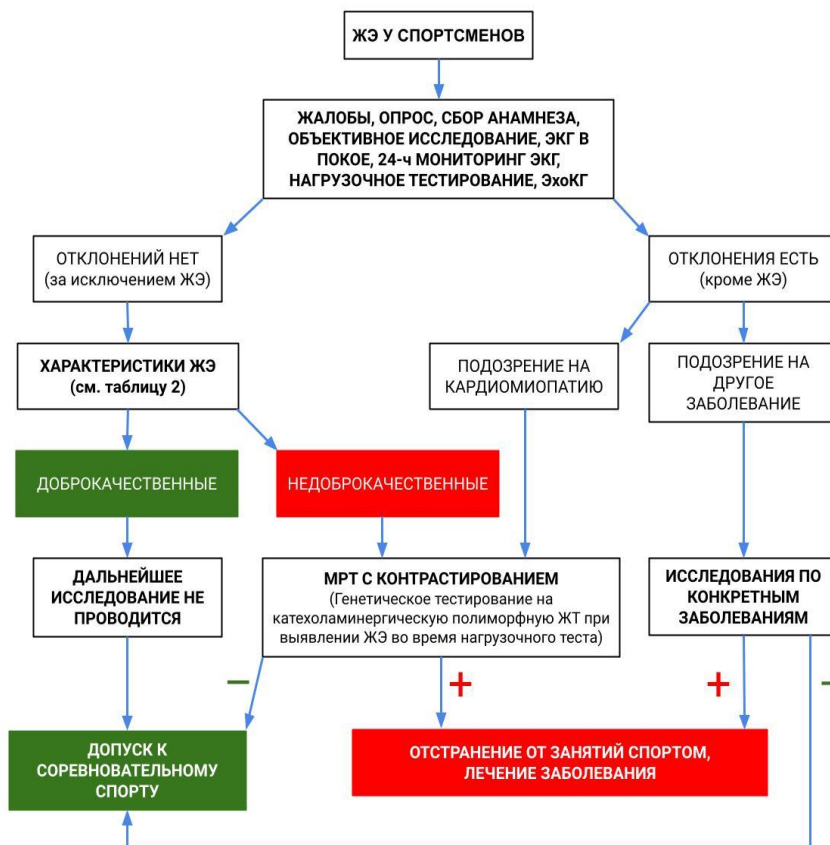 ЖЭ У СПОРТСМЕНОВ
ЖАЛОБЫ, ОПРОС, СБОР АНАМНЕЗА,
ОБЪЕКТИВНОЕ ИССЛЕДОВАНИЕ, ЭКГ В
ПОКОЕ, 24-ч МОНИТОРИНГ ЭКГ,
НАГРУЗОЧНОЕ ТЕСТИРОВАНИЕ, ЭхоКГ
ОТКЛОНЕНИЙ НЕТ
(за исключением ЖЭ)
ОТКЛОНЕНИЯ ЕСТЬ
(кроме ЖЭ)
ХАРАКТЕРИСТИКИ ЖЭ
(см. таблицу 2)
ПОДОЗРЕНИЕ НА
КАРДИОМИОПАТИЮ
ПОДОЗРЕНИЕ НА
ДРУГОЕ
ЗАБОЛЕВАНИЕ
ДОБРОКАЧЕСТВЕННЫЕ
НЕДОБРОКАЧЕСТВЕННЫЕ
ДАЛЬНЕЙШЕЕ
ИССЛЕДОВАНИЕ НЕ
ПРОВОДИТСЯ
МРТ С КОНТРАСТИРОВАНИЕМ
(Генетическое тестирование на
катехоламинергическую полиморфную ЖТ при
выявлении ЖЭ во время нагрузочного теста)
ИССЛЕДОВАНИЯ ПО
КОНКРЕТНЫМ
ЗАБОЛЕВАНИЯМ
– + + –
ДОПУСК К
СОРЕВНОВАТЕЛЬНОМУ
СПОРТУ
ОТСТРАНЕНИЕ ОТ ЗАНЯТИЙ СПОРТОМ,
ЛЕЧЕНИЕ ЗАБОЛЕВАНИЯ